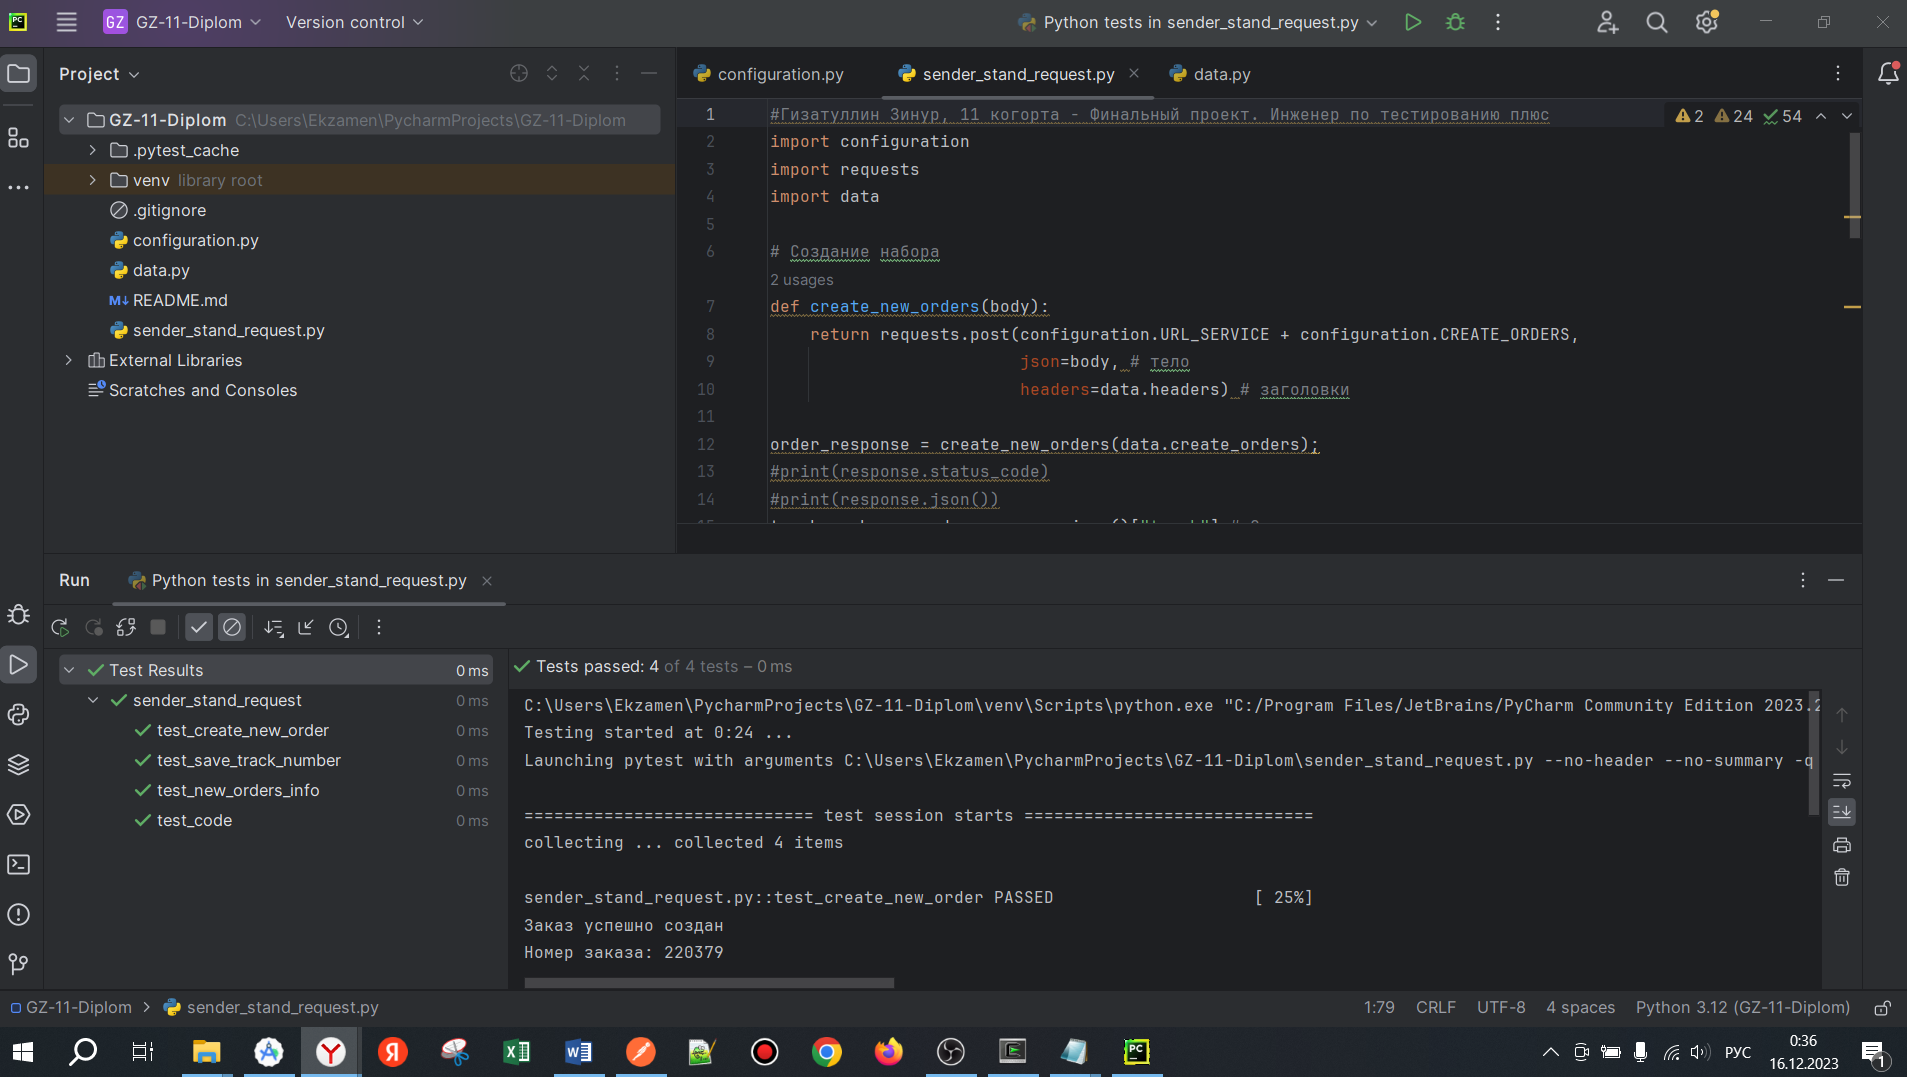 GZ GZ-11-Diplom Version control Python tests in sender_stand_request.py
Project
configuration.py sender_stand_request.py data.py
GZ-11-Diplom C:\Users\Ekzamen\PycharmProjects\GZ-11-Diplom
.pytest_cache
venv library root
.gitignore
configuration.py
data.py
README.md
sender_stand_request.py
External Libraries
Scratches and Consoles
2 24 54
1 #Гизатуллин Зинур, 11 когорта - Финальный проект. Инженер по тестированию плюс
2 import configuration
3 import requests
4 import data
5
6 # Создание набора
2 usages
7 def create_new_orders(body):
8 return requests.post(configuration.URL_SERVICE + configuration.CREATE_ORDERS,
9 json=body, # тело
10 headers=data.headers) # заголовки
11
12 order_response = create_new_orders(data.create_orders);
13 #print(response.status_code)
14 #print(response.json())
Run Python tests in sender_stand_request.py
Test Results 0 ms
sender_stand_request 0 ms
test_create_new_order 0 ms
test_save_track_number 0 ms
test_new_orders_info 0 ms
test_code 0 ms
Tests passed: 4 of 4 tests – 0 ms
C:\Users\Ekzamen\PycharmProjects\GZ-11-Diplom\venv\Scripts\python.exe "C:/Program Files/JetBrains/PyCharm Community Edition 2023.2
Testing started at 0:24 ...
Launching pytest with arguments C:\Users\Ekzamen\PycharmProjects\GZ-11-Diplom\sender_stand_request.py --no-header --no-summary -q
============================= test session starts =============================
collecting ... collected 4 items
sender_stand_request.py::test_create_new_order PASSED [ 25%]
Заказ успешно создан
Номер заказа: 220379
GZ-11-Diplom > sender_stand_request.py 1:79 CRLF UTF-8 4 spaces Python 3.12 (GZ-11-Diplom)
РУС
0:36
16.12.2023
1